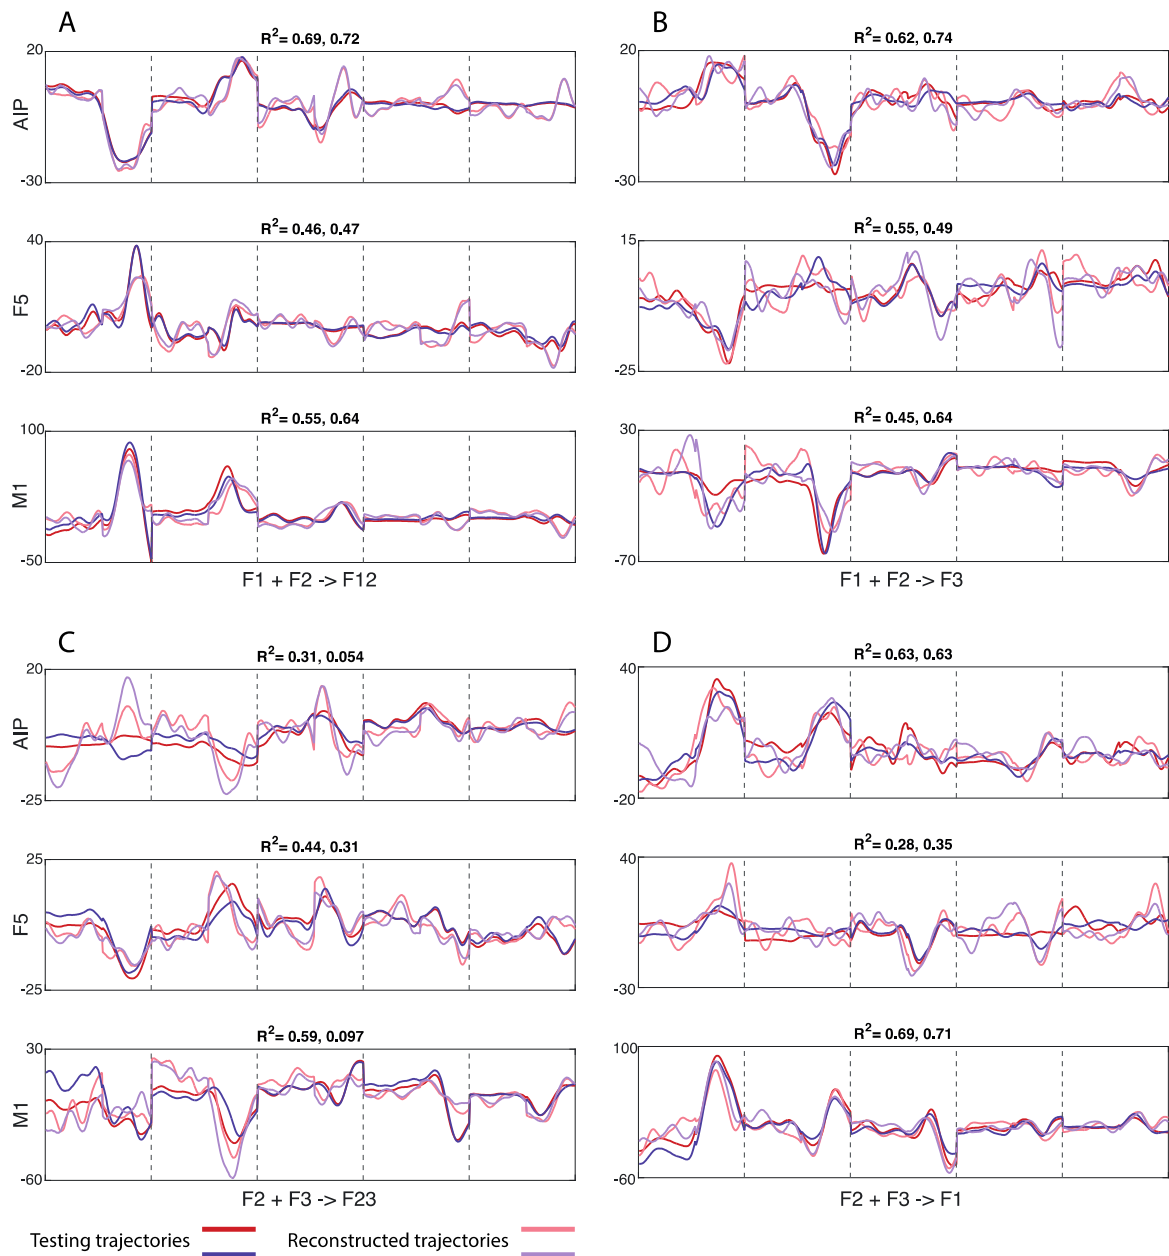 A
R² = 0.69, 0.72
20
AIP
-30
R² = 0.46, 0.47
40
F5
-20
R² = 0.55, 0.64
100
M1
-50
F1 + F2 -> F12
B
R² = 0.62, 0.74
20
-30
R² = 0.55, 0.49
15
-25
R² = 0.45, 0.64
30
-70
F1 + F2 -> F3
C
R² = 0.31, 0.054
20
AIP
-25
R² = 0.44, 0.31
25
F5
-25
R² = 0.59, 0.097
30
M1
-60
F2 + F3 -> F23
D
R² = 0.63, 0.63
40
-20
R² = 0.28, 0.35
40
-30
R² = 0.69, 0.71
100
-60
F2 + F3 -> F1
Testing trajectories
Reconstructed trajectories